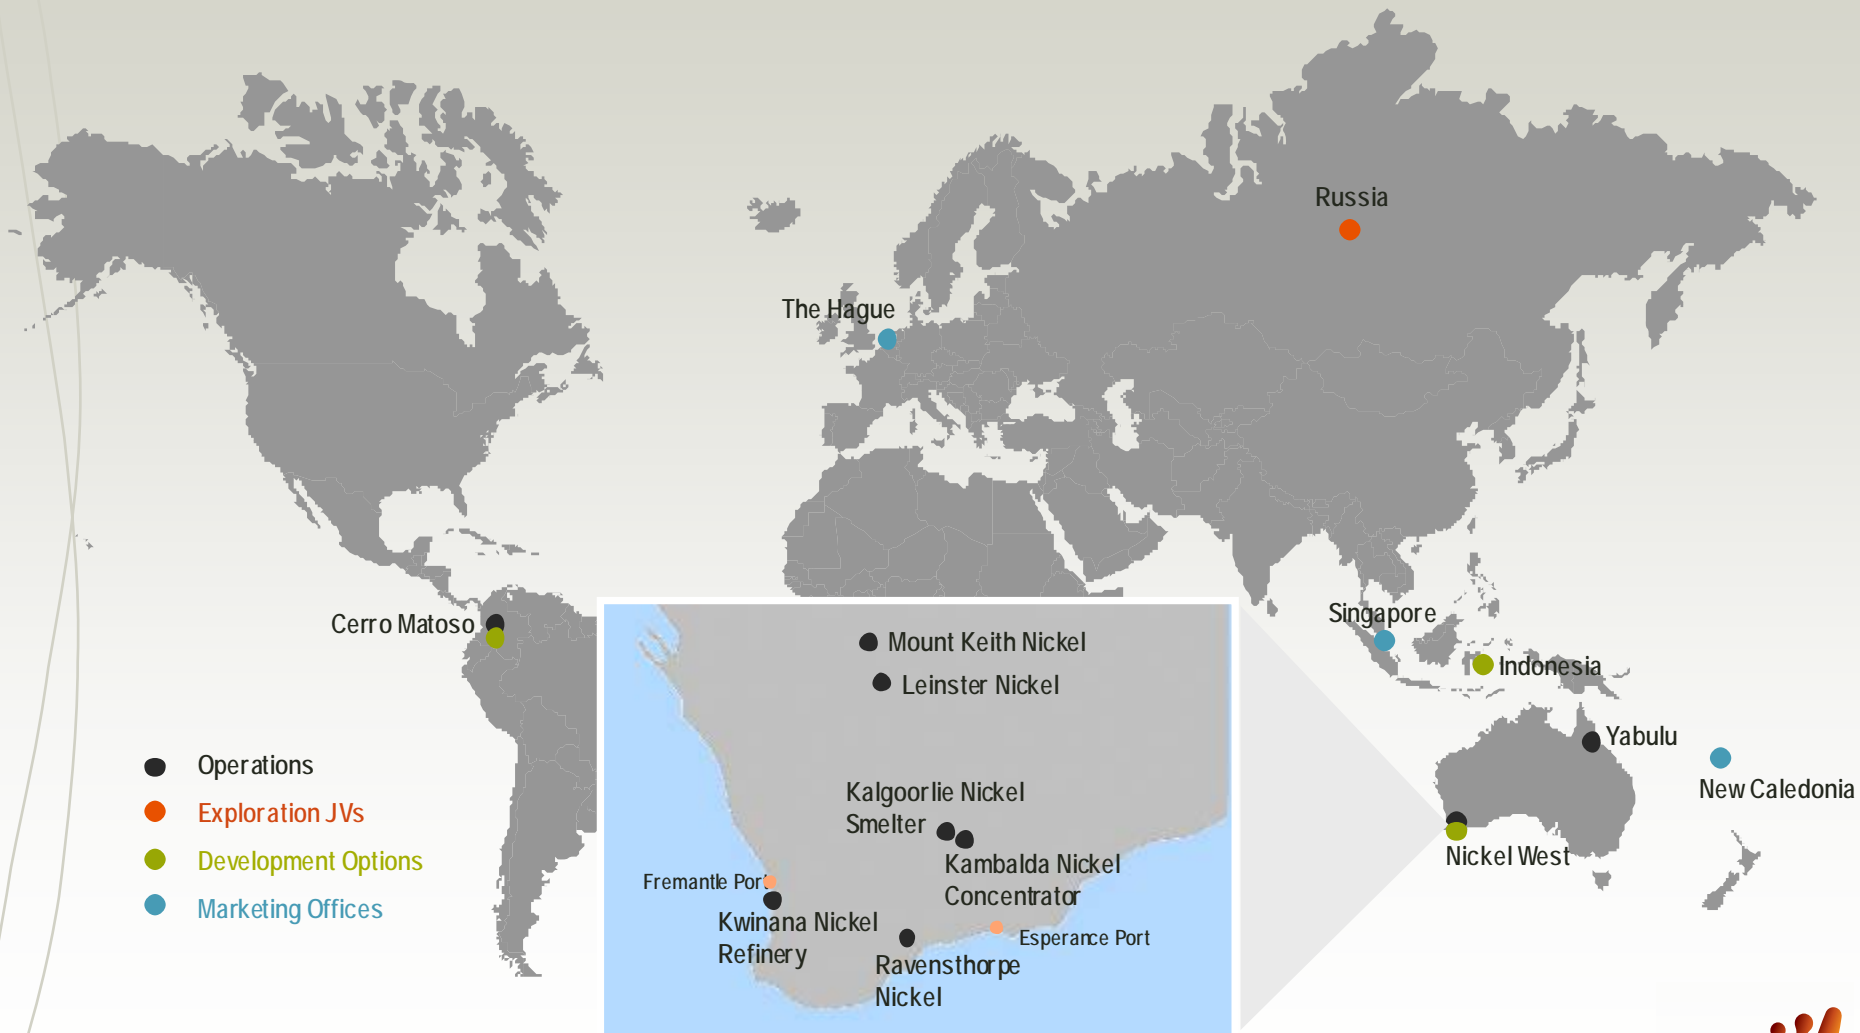 Russia
The Hague
Cerro Matoso
Singapore
Indonesia
Yabulu
New Caledonia
Nickel West
Mount Keith Nickel
Leinster Nickel
Kalgoorlie Nickel
Smelter
Kambalda Nickel
Concentrator
Fremantle Port
Kwinana Nickel
Refinery
Esperance Port
Ravensthorpe
Nickel
Operations
Exploration JVs
Development Options
Marketing Offices